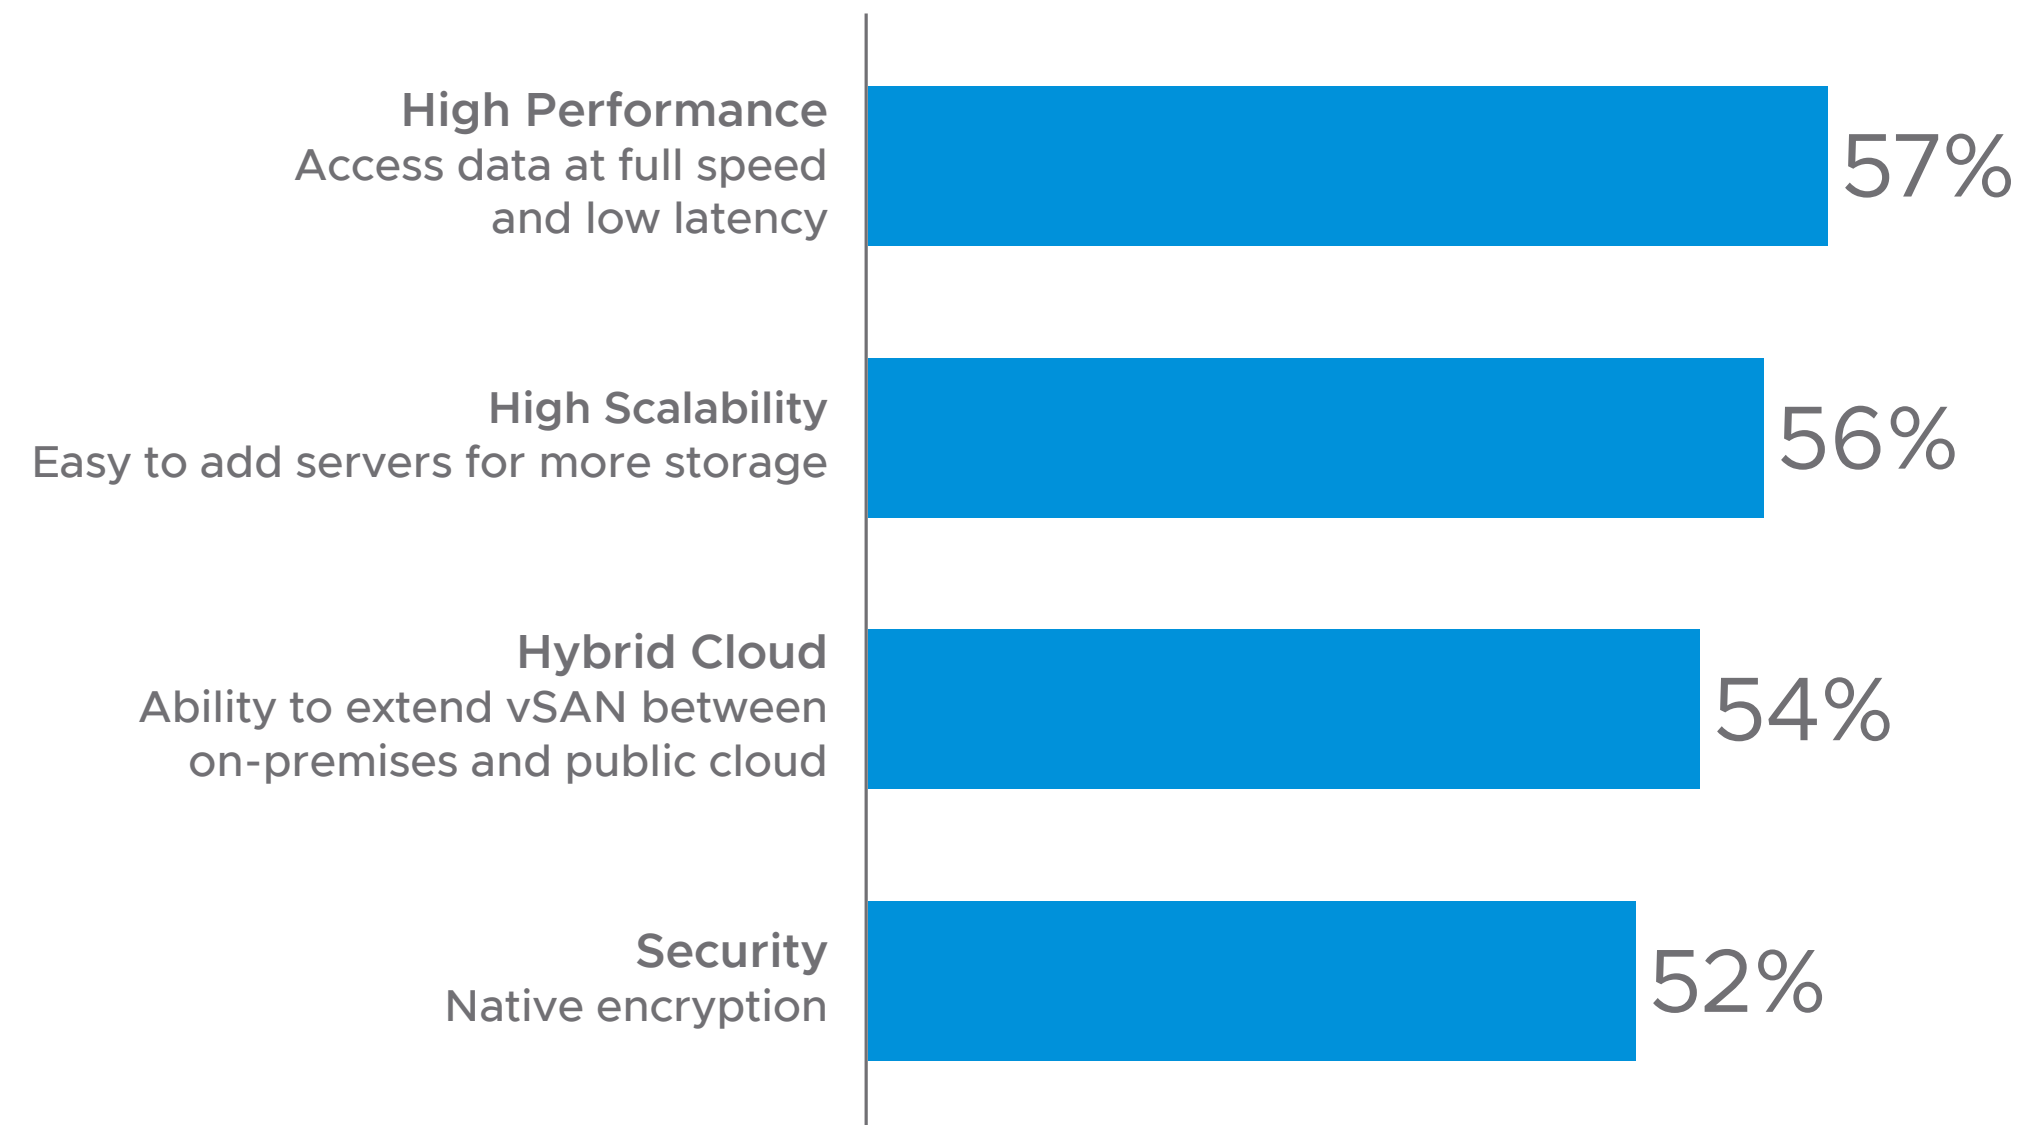 High Performance
Access data at full speed
and low latency
57%
High Scalability
Easy to add servers for more storage
56%
Hybrid Cloud
Ability to extend vSAN between
on-premises and public cloud
54%
Security
Native encryption
52%